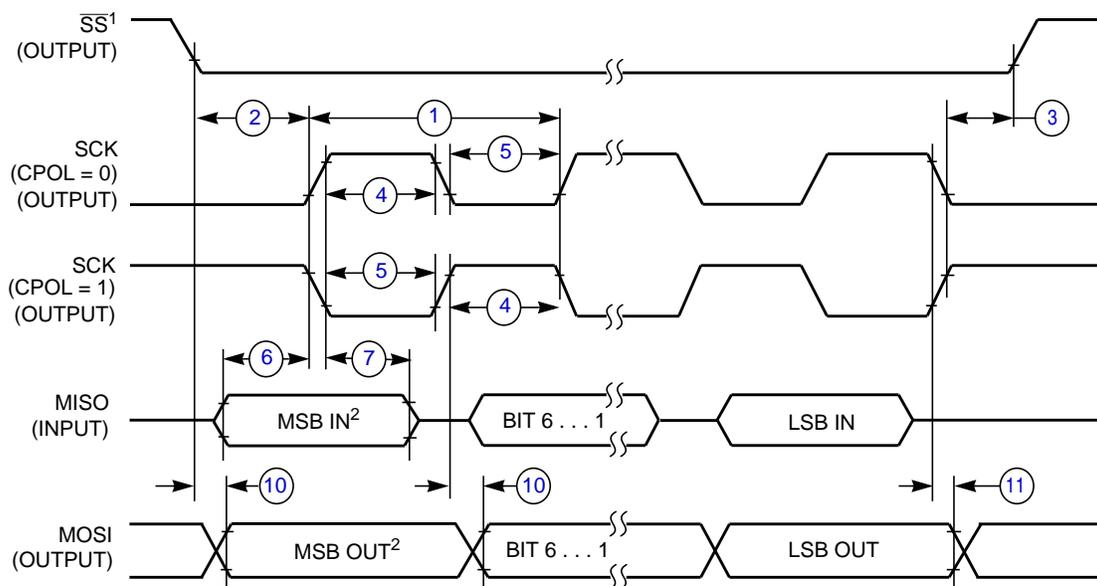 SS¹
(OUTPUT)
2
1
3
SCK
(CPOL = 0)
(OUTPUT)
5
4
SCK
(CPOL = 1)
(OUTPUT)
5
4
6
7
MISO
(INPUT)
MSB IN²
BIT 6 . . . 1
LSB IN
10
10
11
MOSI
(OUTPUT)
MSB OUT²
BIT 6 . . . 1
LSB OUT